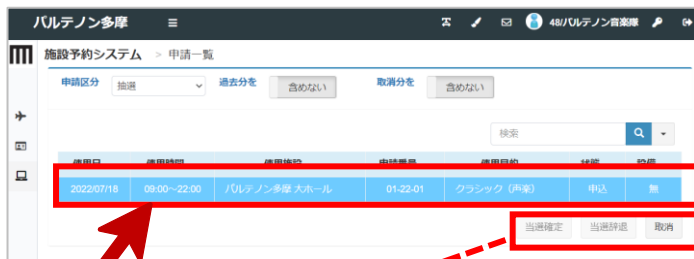 パルテノン多摩 48/パルテノン音楽隊
施設予約システム > 申請一覧
申請区分 抽選 過去分を 含めない 取消分を 含めない
検索
使用日 使用時間 使用施設 申請番号 使用目的 状態 設備
2022/07/18 09:00～22:00 パルテノン多摩 大ホール 01-22-01 クラシック（声楽） 申込 無
当選確定 当選辞退 取消